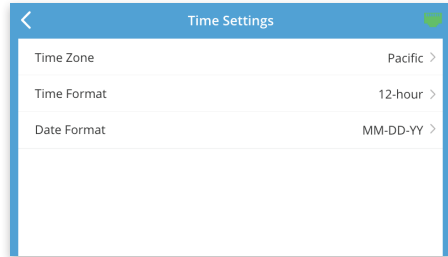 Time Settings
Time Zone Pacific
Time Format 12-hour
Date Format MM-DD-YY